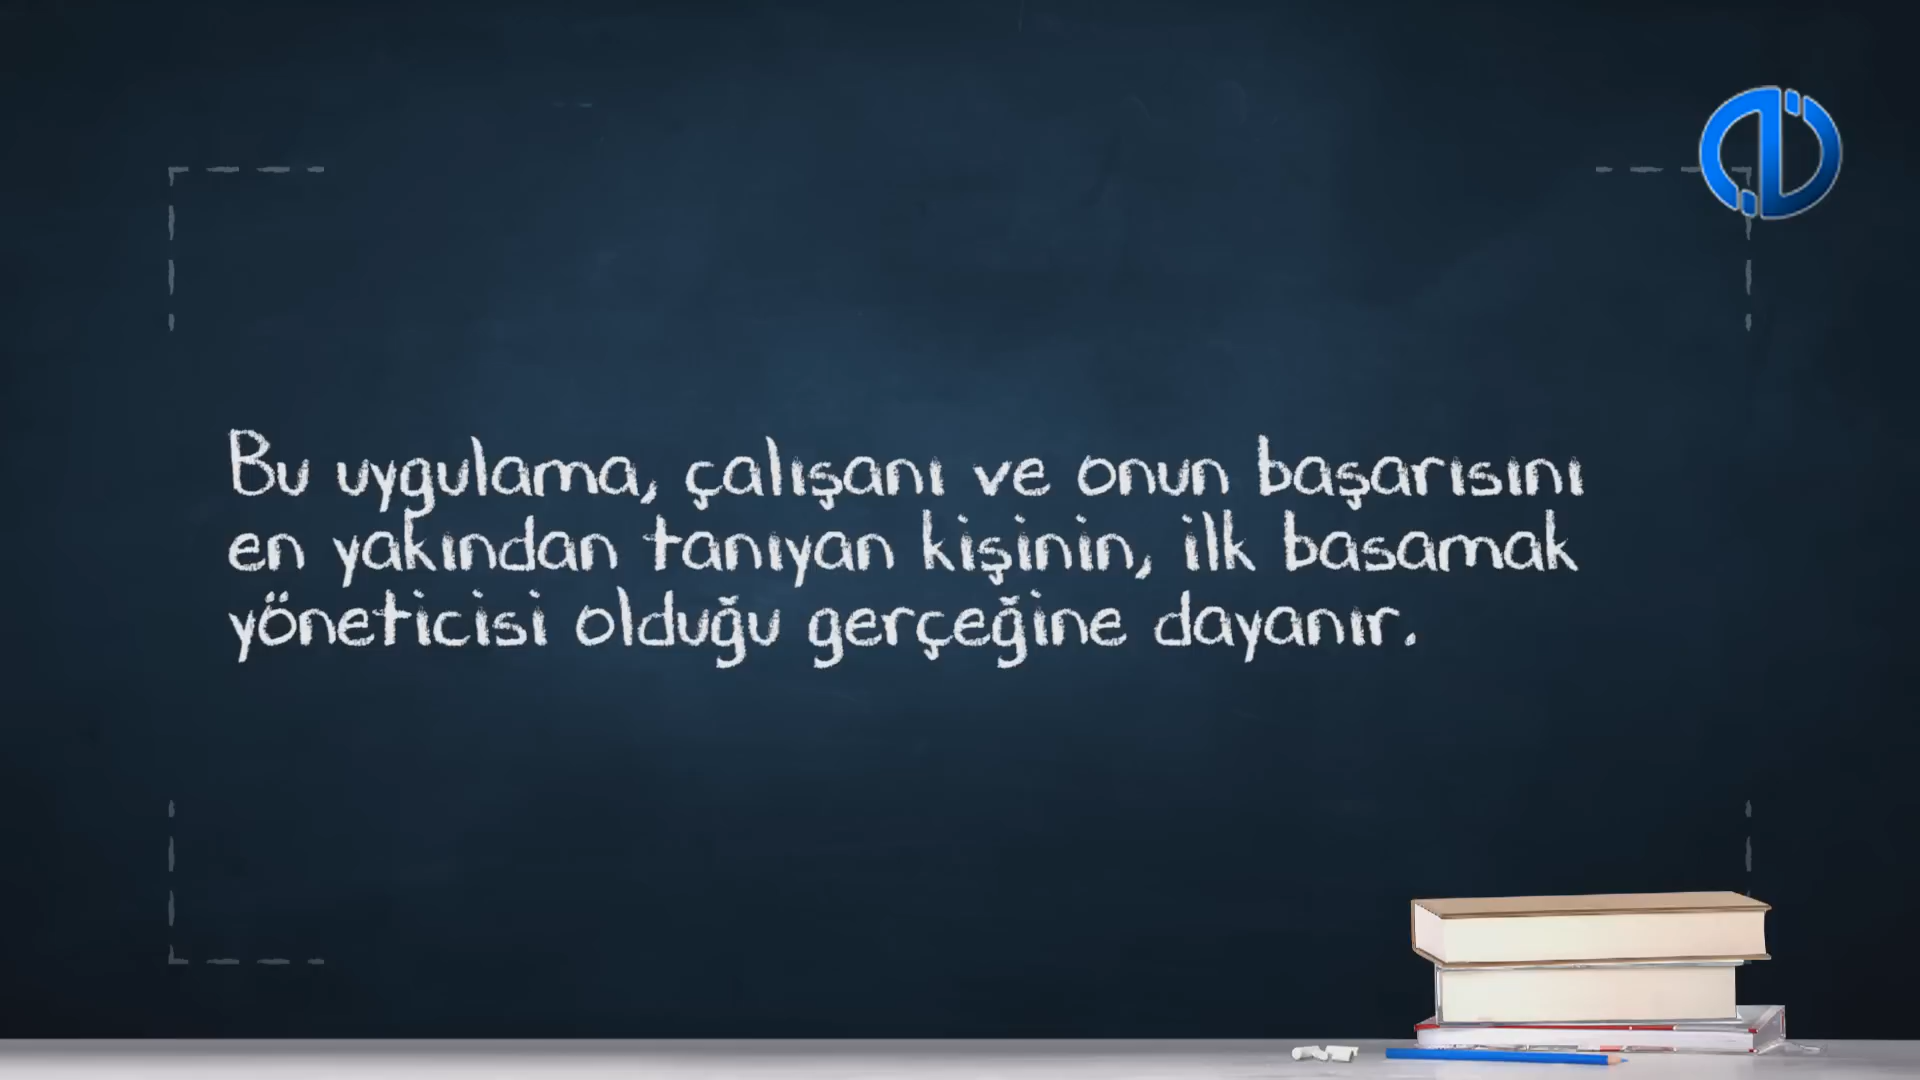 Bu uygulama, çalışanı ve onun başarısını
en yakından tanıyan kişinin, ilk basamak
yöneticisi olduğu gerçeğine dayanır.